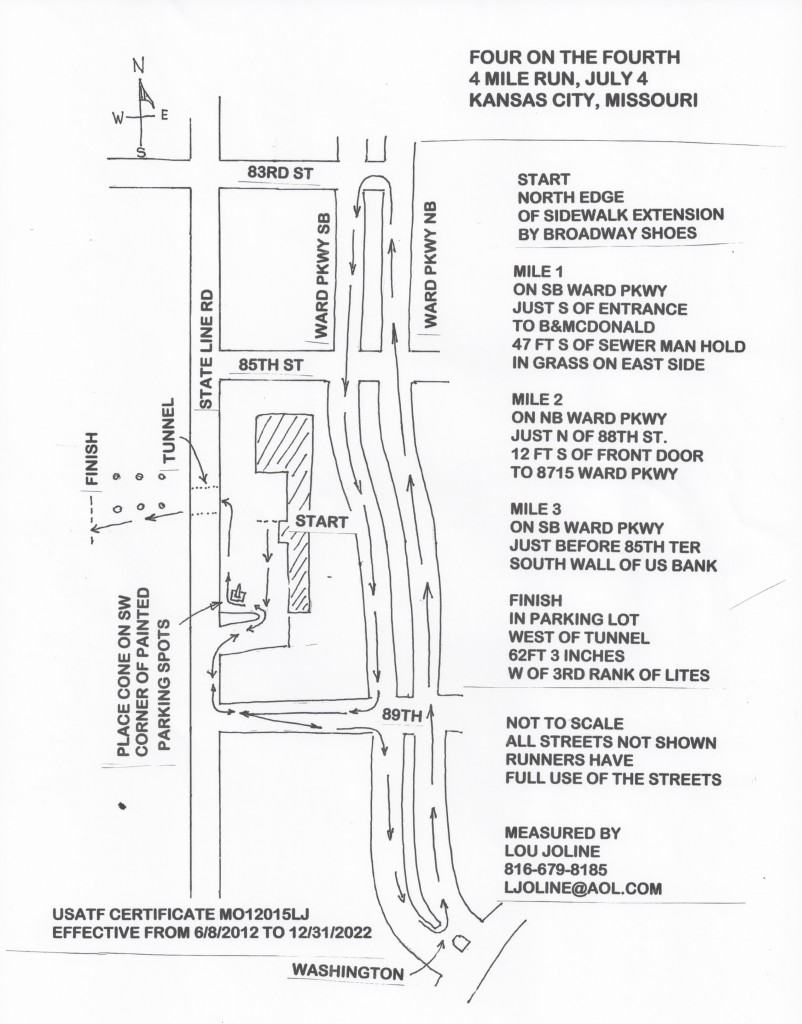 FOUR ON THE FOURTH
4 MILE RUN, JULY 4
KANSAS CITY, MISSOURI
N
W
E
S
83RD ST
WARD PKWY SB
WARD PKWY NB
STATE LINE RD
85TH ST
FINISH
TUNNEL
START
PLACE CONE ON SW
CORNER OF PAINTED
PARKING SPOTS
89TH
WASHINGTON
START
NORTH EDGE
OF SIDEWALK EXTENSION
BY BROADWAY SHOES
MILE 1
ON SB WARD PKWY
JUST S OF ENTRANCE
TO B&MCDONALD
47 FT S OF SEWER MAN HOLD
IN GRASS ON EAST SIDE
MILE 2
ON NB WARD PKWY
JUST N OF 88TH ST.
12 FT S OF FRONT DOOR
TO 8715 WARD PKWY
MILE 3
ON SB WARD PKWY
JUST BEFORE 85TH TER
SOUTH WALL OF US BANK
FINISH
IN PARKING LOT
WEST OF TUNNEL
62FT 3 INCHES
W OF 3RD RANK OF LITES
NOT TO SCALE
ALL STREETS NOT SHOWN
RUNNERS HAVE
FULL USE OF THE STREETS
MEASURED BY
LOU JOLINE
816-679-8185
LJOLINE@AOL.COM
USATF CERTIFICATE MO12015LJ
EFFECTIVE FROM 6/8/2012 TO 12/31/2022